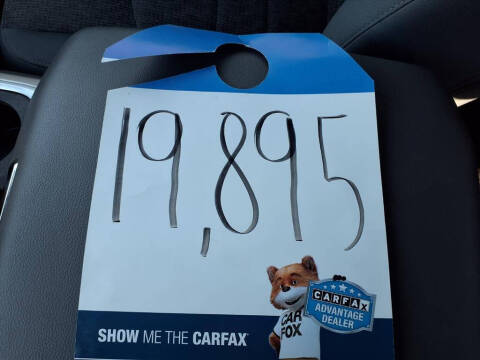 19,895
CARFAX
ADVANTAGE
DEALER
CAR
FOX
SHOW ME THE CARFAX